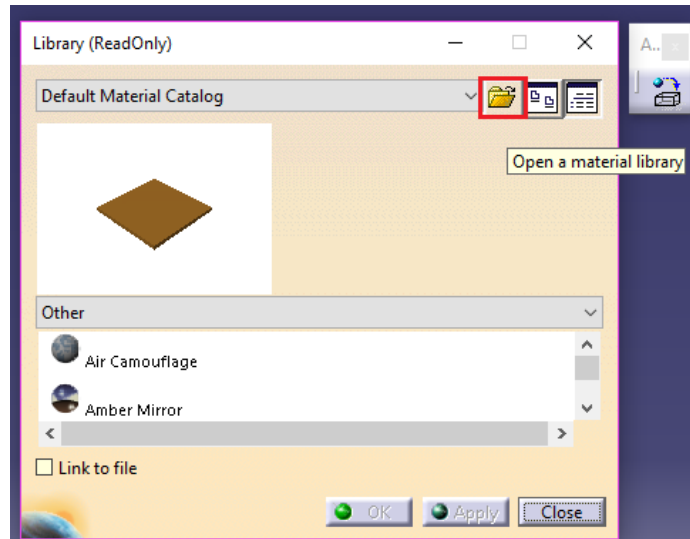 Library (ReadOnly)
A..
Default Material Catalog
Open a material library
Other
Air Camouflage
Amber Mirror
Link to file
OK
Apply
Close